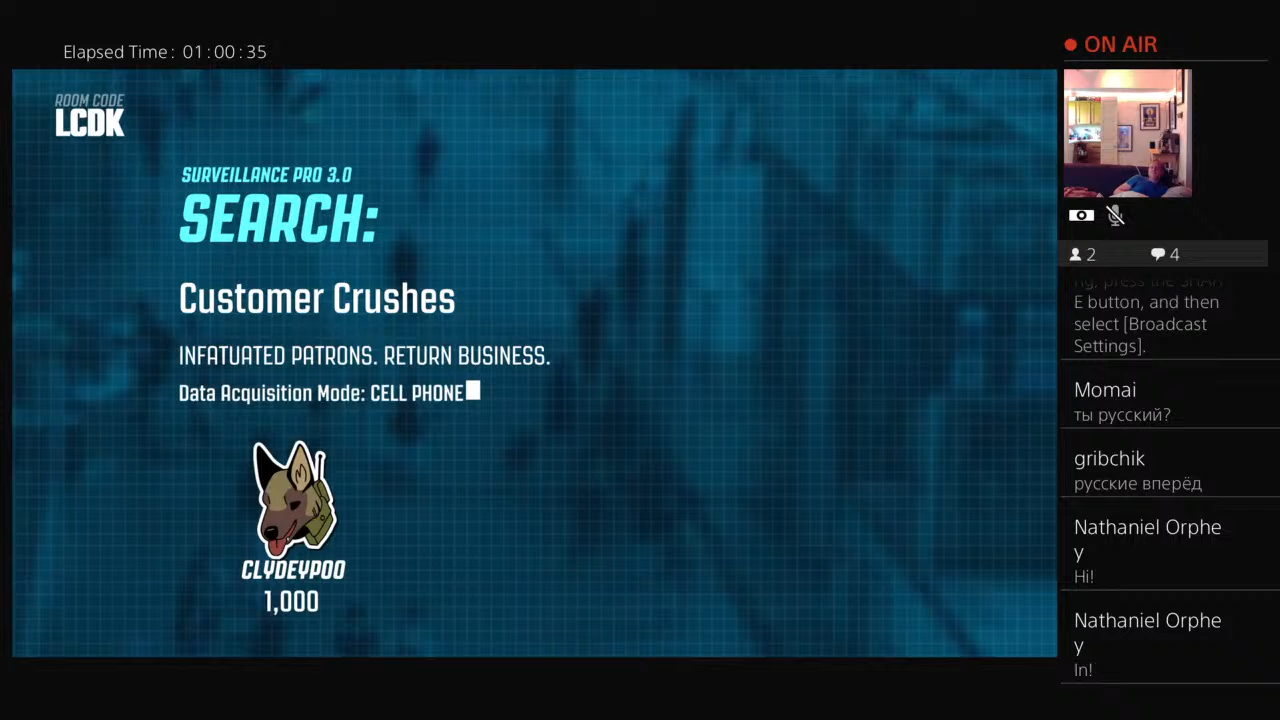 Elapsed Time: 01:00:35
ON AIR
ROOM CODE
LCDK
SURVEILLANCE PRO 3.0
SEARCH:
Customer Crushes
INFATUATED PATRONS. RETURN BUSINESS.
Data Acquisition Mode: CELL PHONE
CLYDEYPOO
1,000
2
4
E button, and then
select [Broadcast
Settings].
Momai
ты русский?
gribchik
русские вперёд
Nathaniel Orphe
y
Hi!
Nathaniel Orphe
y
In!